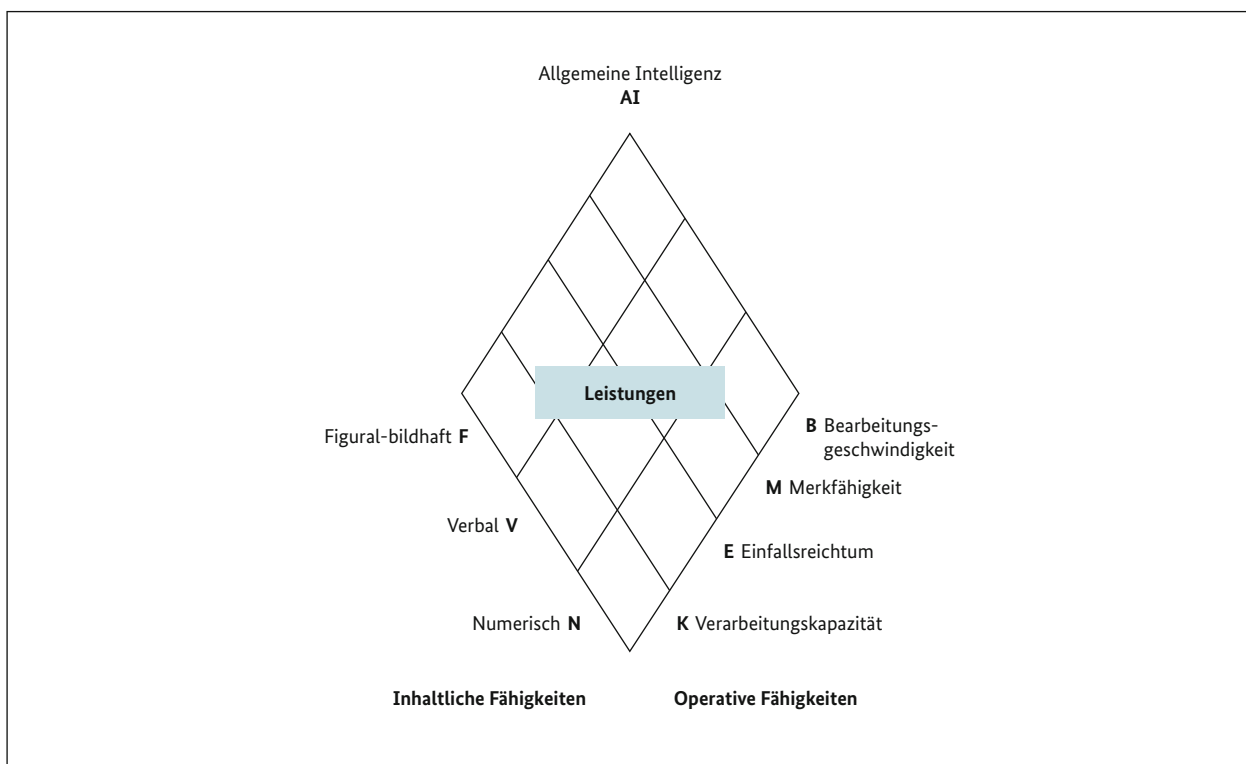 Allgemeine Intelligenz
AI
Leistungen
Figural-bildhaft F
Verbal V
Numerisch N
B Bearbeitungs-
geschwindigkeit
M Merkfähigkeit
E Einfallsreichtum
K Verarbeitungskapazität
Inhaltliche Fähigkeiten
Operative Fähigkeiten